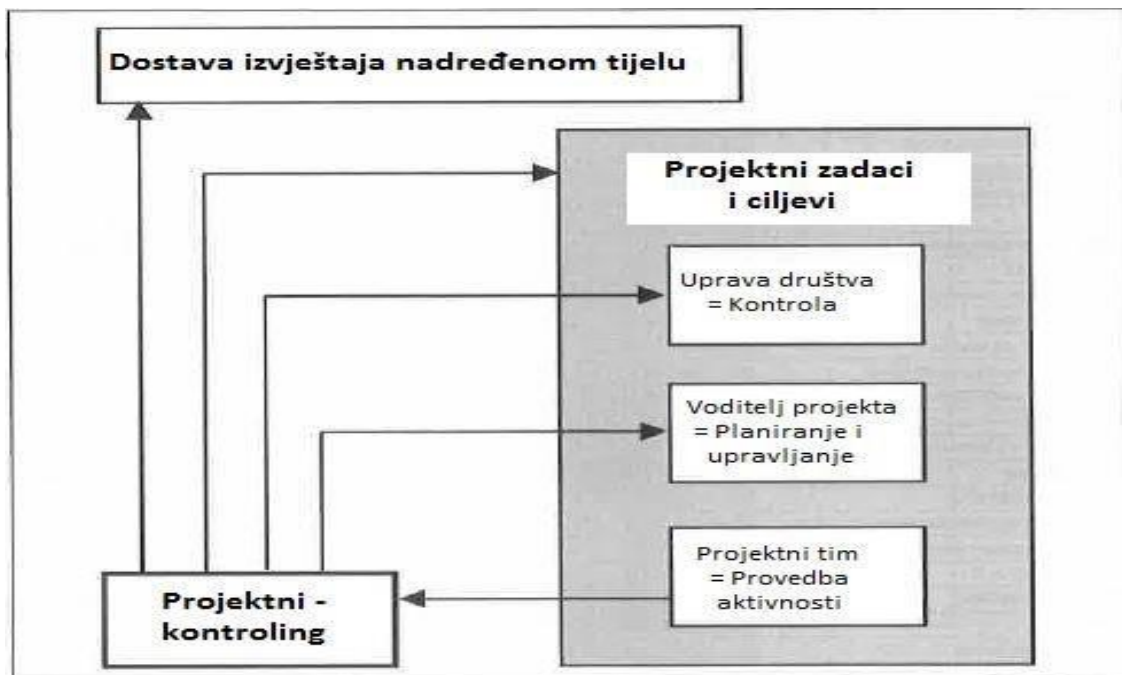 Dostava izvještaja nadređenom tijelu
Projektni zadaci
i ciljevi
Uprava društva
= Kontrola
Voditelj projekta
= Planiranje i
upravljanje
Projektni tim
= Provedba
aktivnosti
Projektni -
kontroling